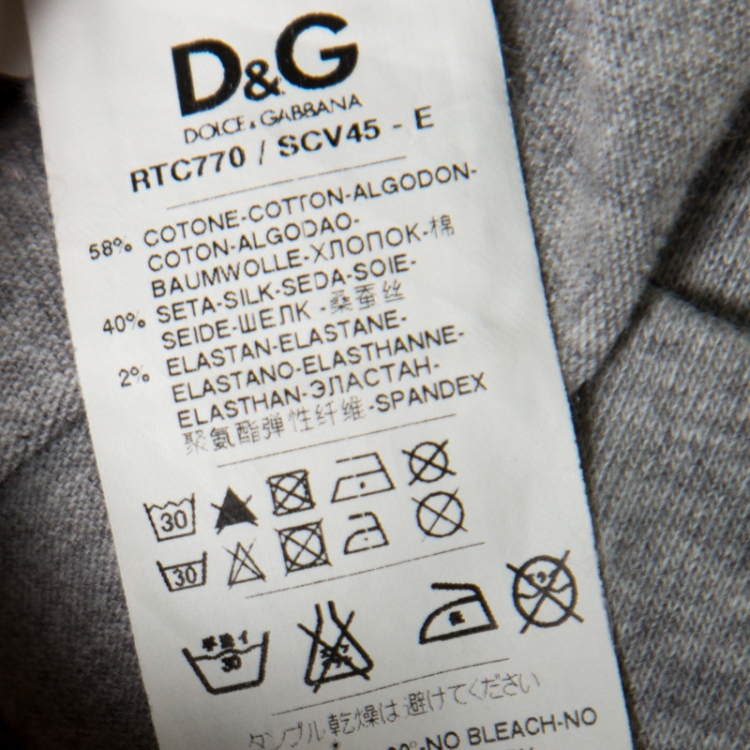 D&G
DOLCE & GABBANA
RTC770 / SCV45 - E
58% COTONE-COTTON-ALGODON-
COTON-ALGODAO-
BAUMWOLLE-ХЛОПОК-棉
40% SETA-SILK-SEDA-SOIE-
SEIDE-ШЕЛК -桑蚕丝
2% ELASTAN-ELASTANE-
ELASTANO-ELASTHANNE-
ELASTHAN-ЭЛАСТАН-
聚氨酯弹性纤维-SPANDEX
30
30
手洗イ
30
タンブル乾燥は避けてください
NO BLEACH-NO